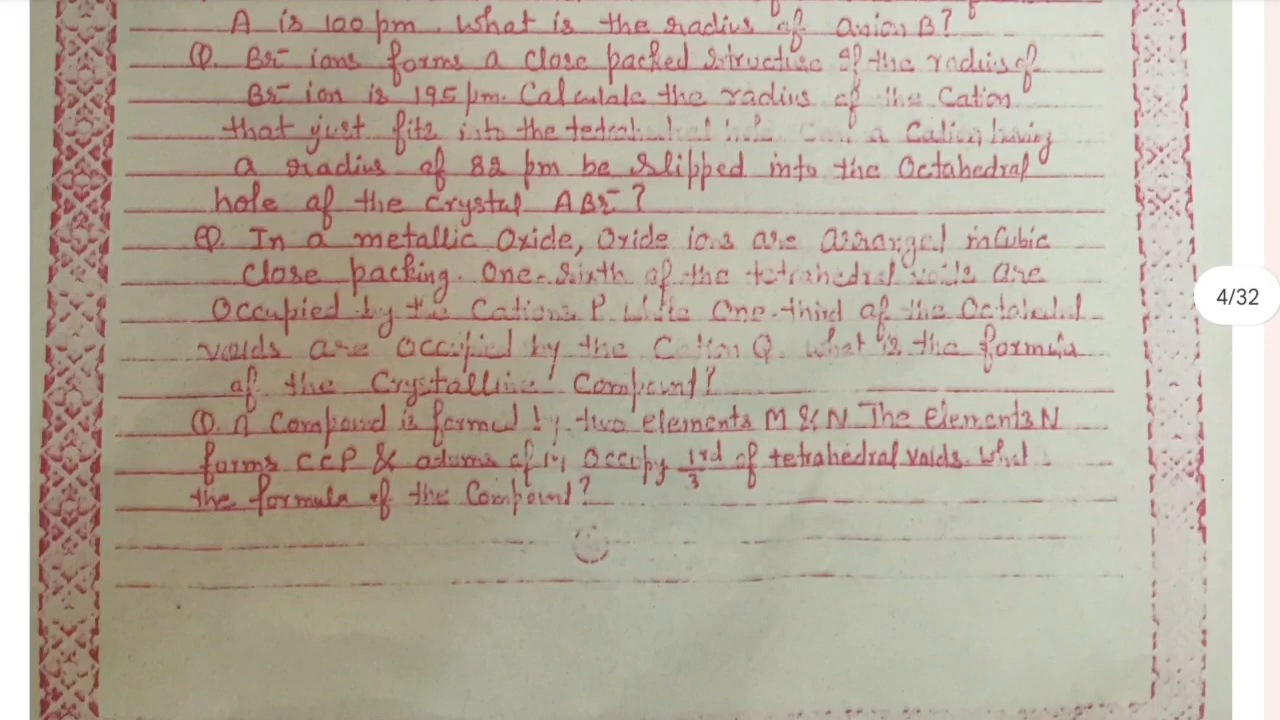 A is 100 pm. What is the radius of anion B?
Q. Br⁻ ions forms a close packed structure If the radius of
Br⁻ ion is 195 pm. Calculate the radius of the Cation
that just fits into the tetrahedral hole. Can a Cation having
a radius of 82 pm be slipped into the Octahedral
hole of the Crystal ABr⁻?
Q. In a metallic Oxide, Oxide ions are arranged in Cubic
Close packing. One-Sixth of the tetrahedral voids are
Occupied by the Cations P while One-third of the Octahedral
voids are occupied by the Cation Q. What is the formula
of the Crystalline Compound?
Q. A Compound is formed by two elements M & N The elements N
forms CCP & atoms of M Occupy 1/3 rd of tetrahedral voids. What
the formula of the Compound?
4/32